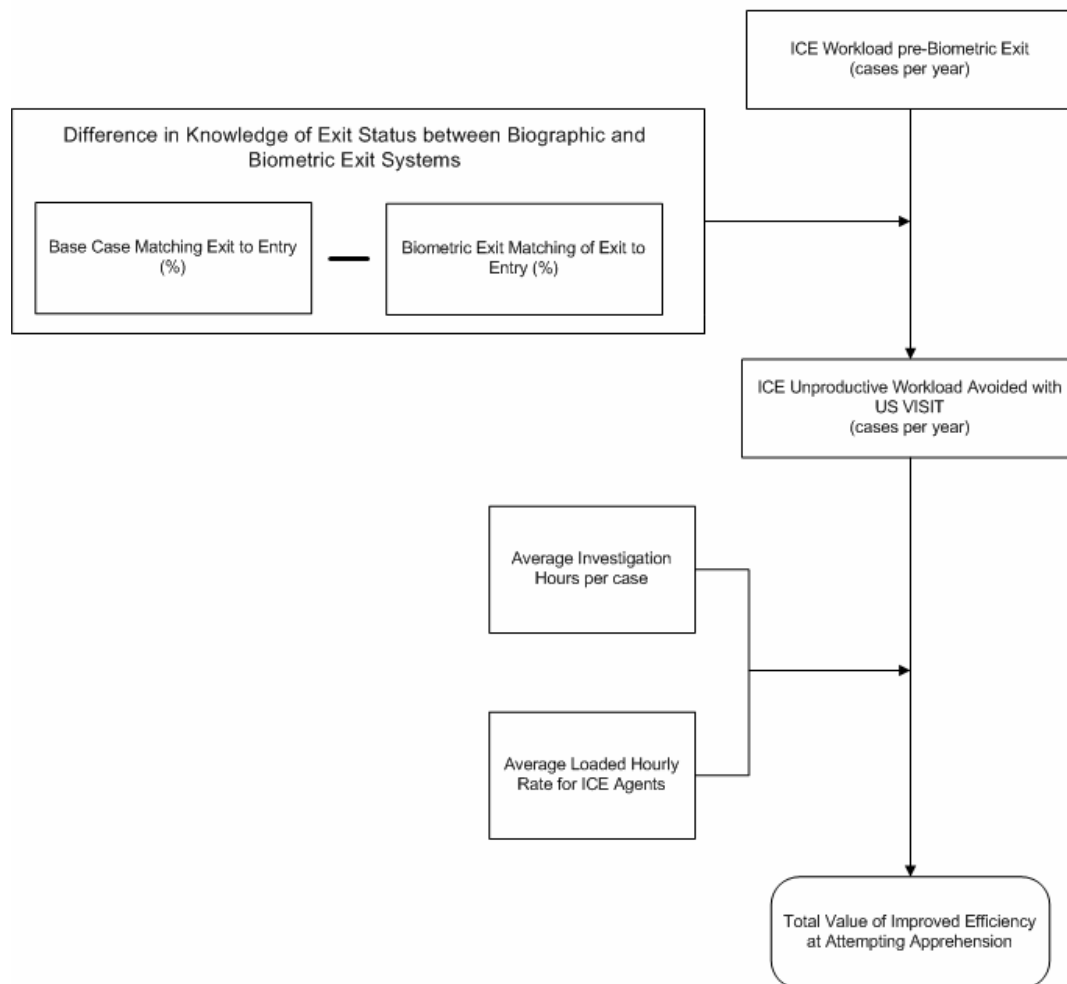 ICE Workload pre-Biometric Exit
(cases per year)
Difference in Knowledge of Exit Status between Biographic and
Biometric Exit Systems
Base Case Matching Exit to Entry
(%)
Biometric Exit Matching of Exit to
Entry (%)
ICE Unproductive Workload Avoided with
US VISIT
(cases per year)
Average Investigation
Hours per case
Average Loaded Hourly
Rate for ICE Agents
Total Value of Improved Efficiency
at Attempting Apprehension